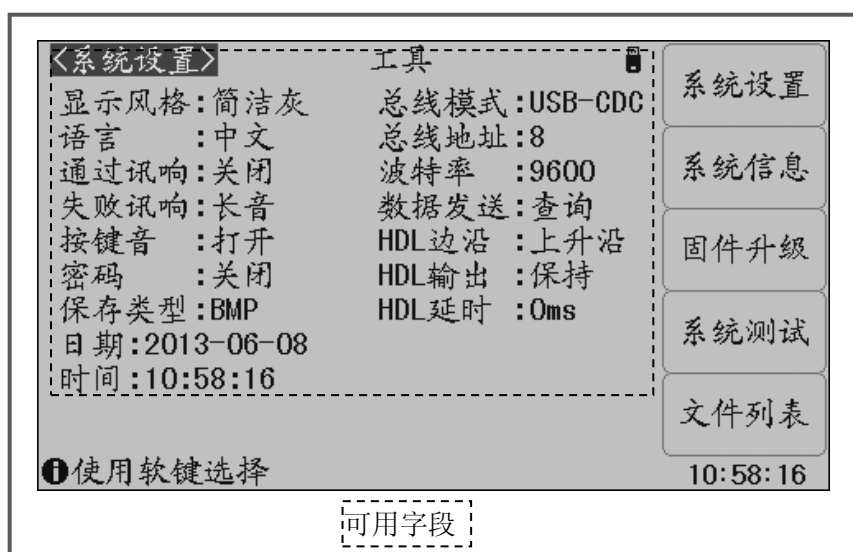 <系统设置> 工具
显示风格:简洁灰 总线模式:USB-CDC
语言 :中文 总线地址:8
通过讯响:关闭 波特率 :9600
失败讯响:长音 数据发送:查询
按键音 :打开 HDL边沿 :上升沿
密码 :关闭 HDL输出 :保持
保存类型:BMP HDL延时 :0ms
日期:2013-06-08
时间:10:58:16
系统设置
系统信息
固件升级
系统测试
文件列表
使用软键选择 10:58:16
可用字段